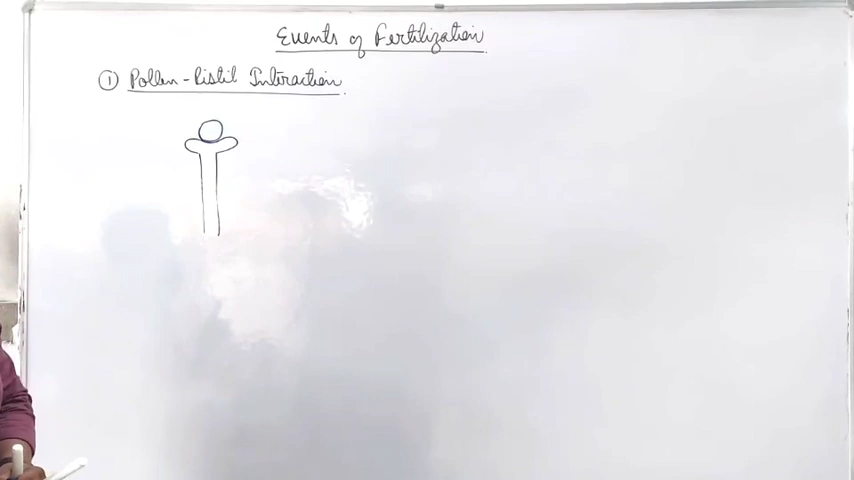 Events of Fertilization
① Pollen-Pistil Interaction.